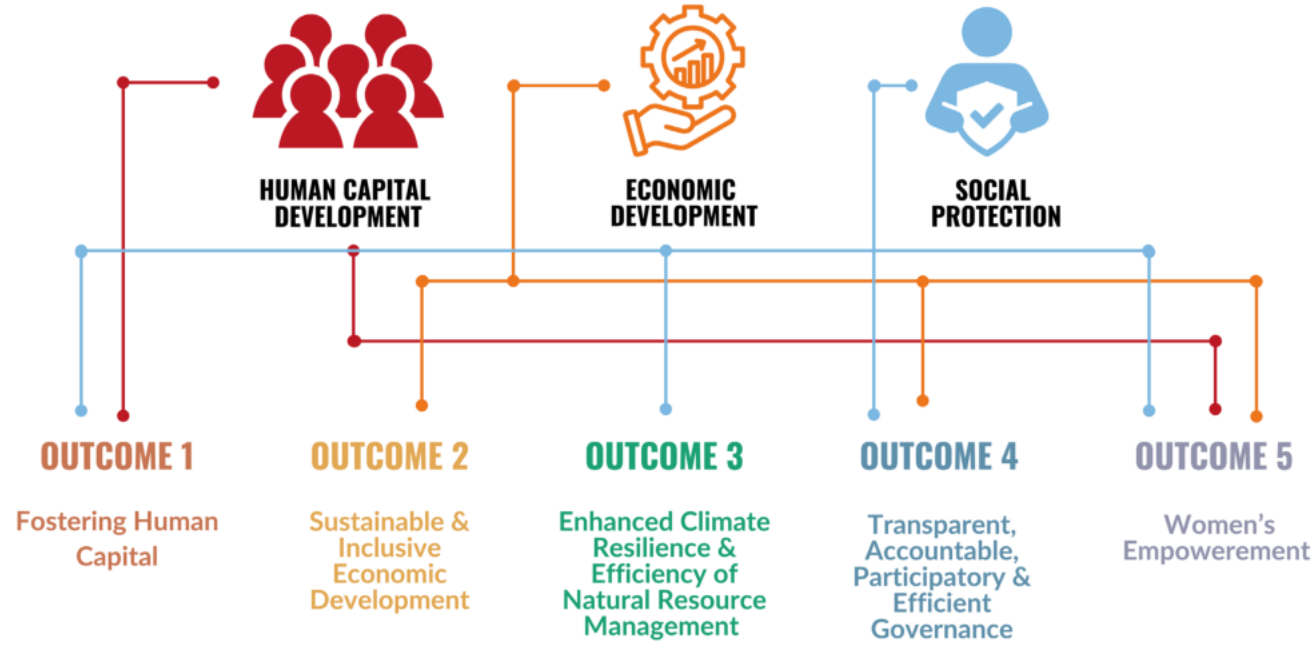 HUMAN CAPITAL
DEVELOPMENT
ECONOMIC
DEVELOPMENT
SOCIAL
PROTECTION
OUTCOME 1
Fostering Human
Capital
OUTCOME 2
Sustainable &
Inclusive
Economic
Development
OUTCOME 3
Enhanced Climate
Resilience &
Efficiency of
Natural Resource
Management
OUTCOME 4
Transparent,
Accountable,
Participatory &
Efficient
Governance
OUTCOME 5
Women’s
Empowerement